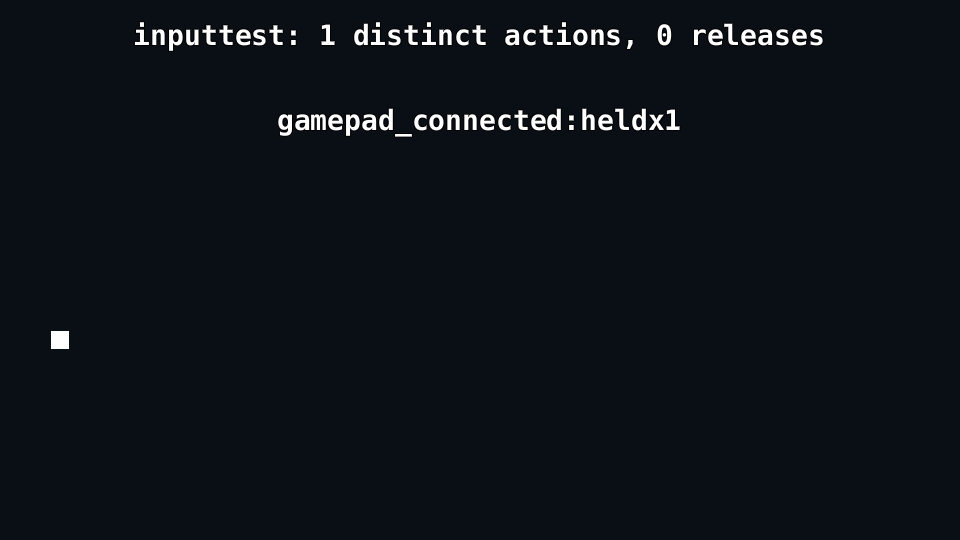 inputtest: 1 distinct actions, 0 releases
gamepad_connected:heldx1